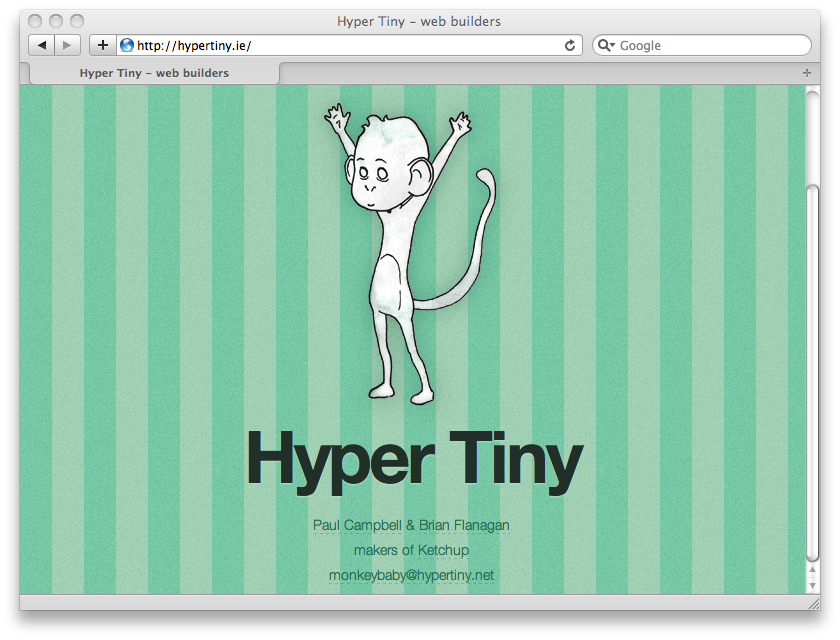 Hyper Tiny – web builders
http://hypertiny.ie/
Google
Hyper Tiny – web builders
Hyper Tiny
Paul Campbell & Brian Flanagan
makers of Ketchup
monkeybaby@hypertiny.net